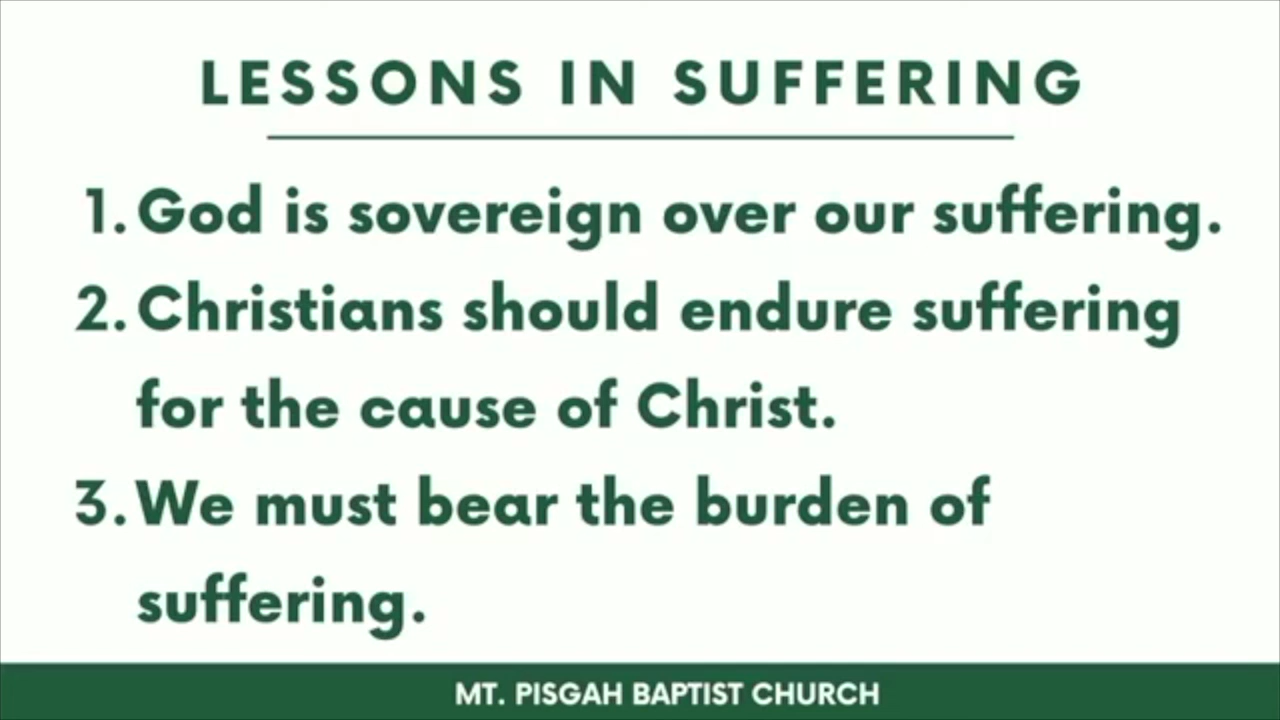 LESSONS IN SUFFERING
1. God is sovereign over our suffering.
2. Christians should endure suffering
for the cause of Christ.
3. We must bear the burden of
suffering.
MT. PISGAH BAPTIST CHURCH